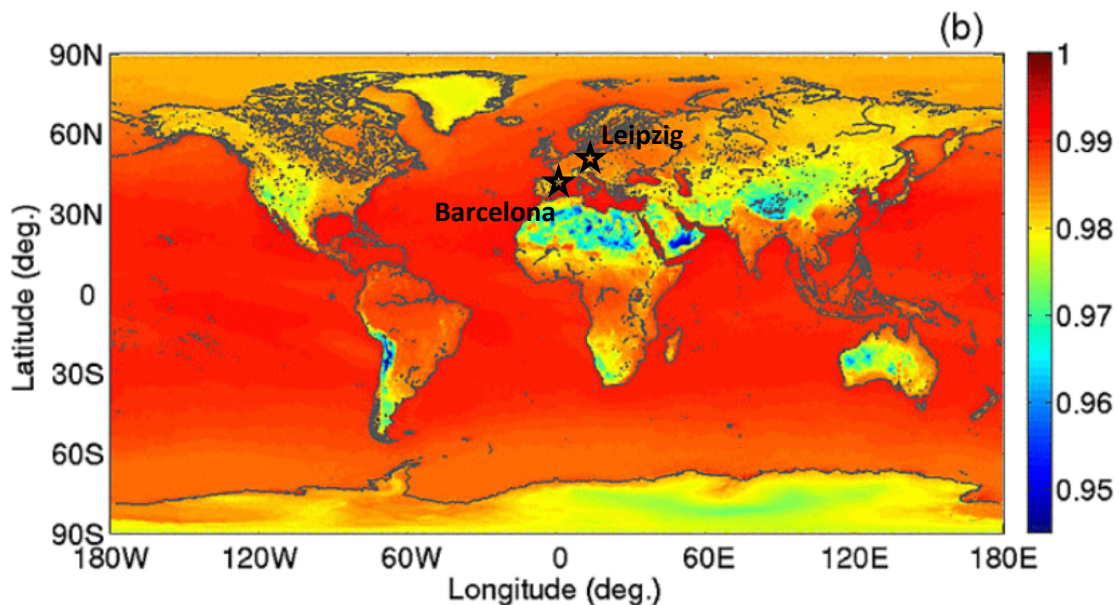 (b)
90N
60N
30N
0
30S
60S
90S
Latitude (deg.)
Leipzig
Barcelona
180W
120W
60W
0
60E
120E
180E
Longitude (deg.)
1
0.99
0.98
0.97
0.96
0.95